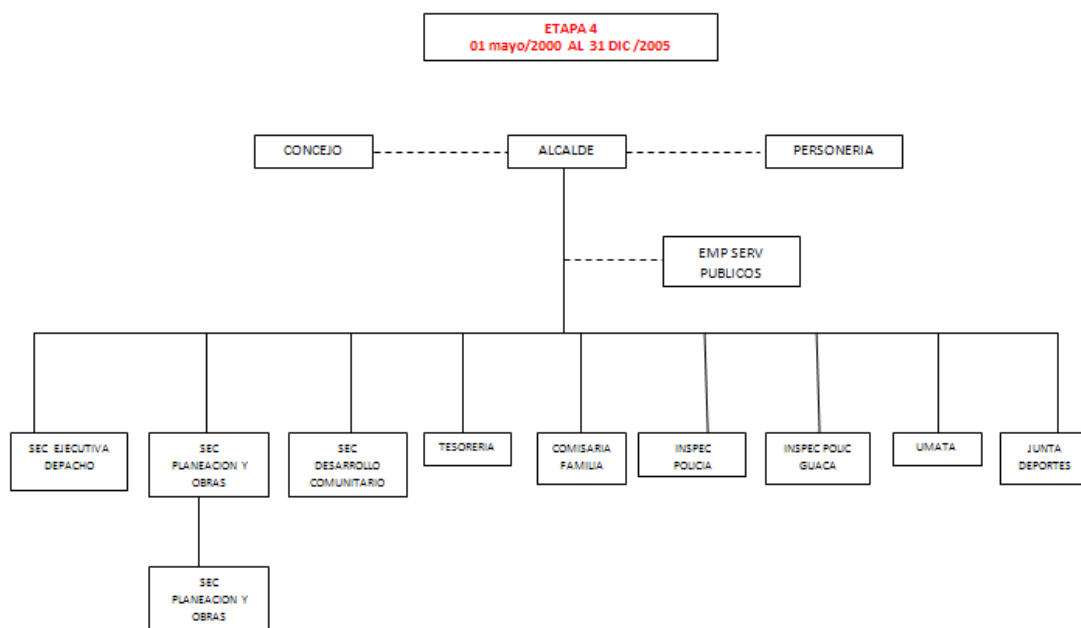 ETAPA 4
01 mayo/2000 AL 31 DIC /2005
CONCEJO
ALCALDE
PERSONERIA
EMP SERV
PUBLICOS
SEC EJECUTIVA
DEPACHO
SEC
PLANEACION Y
OBRAS
SEC
DESARROLLO
COMUNITARIO
TESORERIA
COMISARIA
FAMILIA
INSPEC
POLICIA
INSPEC POLIC
GUACA
UMATA
JUNTA
DEPORTES
SEC
PLANEACION Y
OBRAS